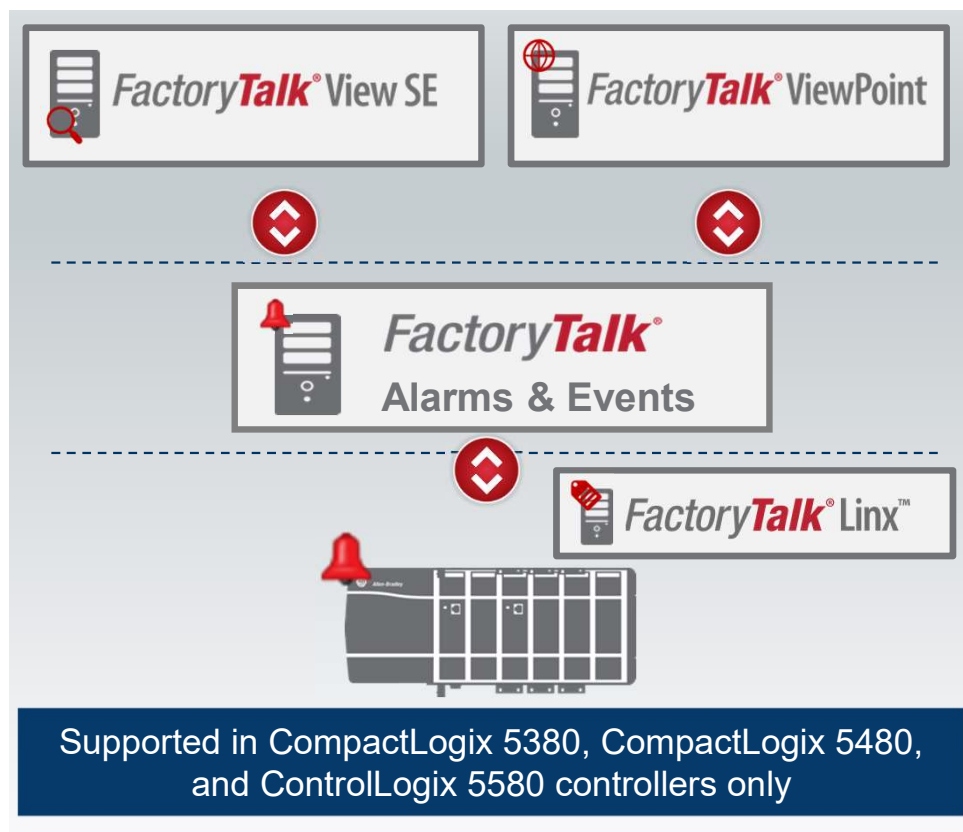 FactoryTalk® View SE
FactoryTalk® ViewPoint
FactoryTalk®
Alarms & Events
FactoryTalk® Linx™
Allen-Bradley
Supported in CompactLogix 5380, CompactLogix 5480,
and ControlLogix 5580 controllers only